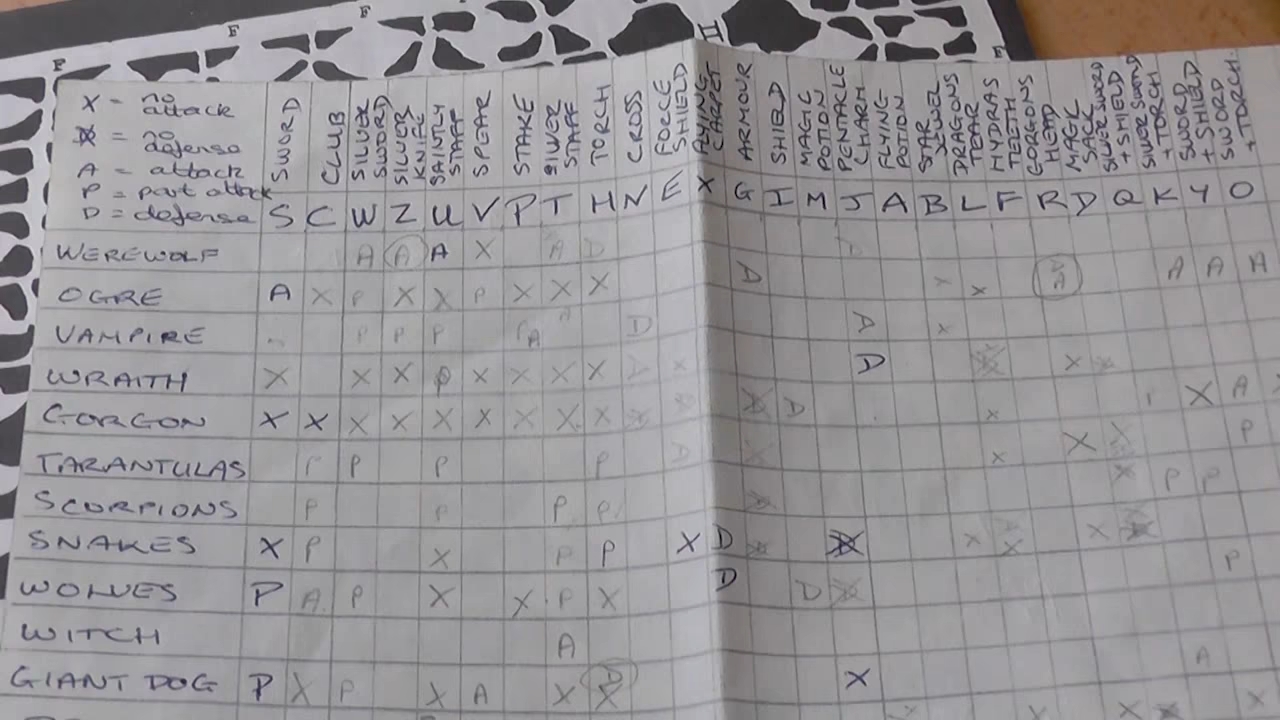 E E E E II
X = no attack
= no defense
A = attack
P = part attack
D = defense
SWORD
CLUB
SILVER SWORD
SILVER KNIFE
SAINTLY STAFF
SPEAR
STAKE
SILVER STAFF
TORCH
CROSS
FORCE SHIELD
FLYING CARPET
ARMOUR
SHIELD
MAGIC POTION
PENTACLE CHARM
FLYING POTION
STAR JEWEL
DRAGONS TEAR
HYDRAS TEETH
GORGONS HEAD
MAGIC SACK
SILVER SWORD + SHIELD
SILVER SWORD + TORCH
SWORD + SHIELD
SWORD + TORCH
S C W Z U V P T H N E X G I M J A B L F R D Q K Y O
WEREWOLF A A A X A D
OGRE A X P X X P X X X D X X A A A A
VAMPIRE P P P P A A D A X
WRAITH X X X P X X X X A X D X
GORGON X X X X X X X X X A D X X A
TARANTULAS P P P P A X X P
SCORPIONS P P P P A X P P
SNAKES X P X P P X D X X X
WOLVES P A P X X P X D D P
WITCH A
GIANT DOG P X P X A X X X A